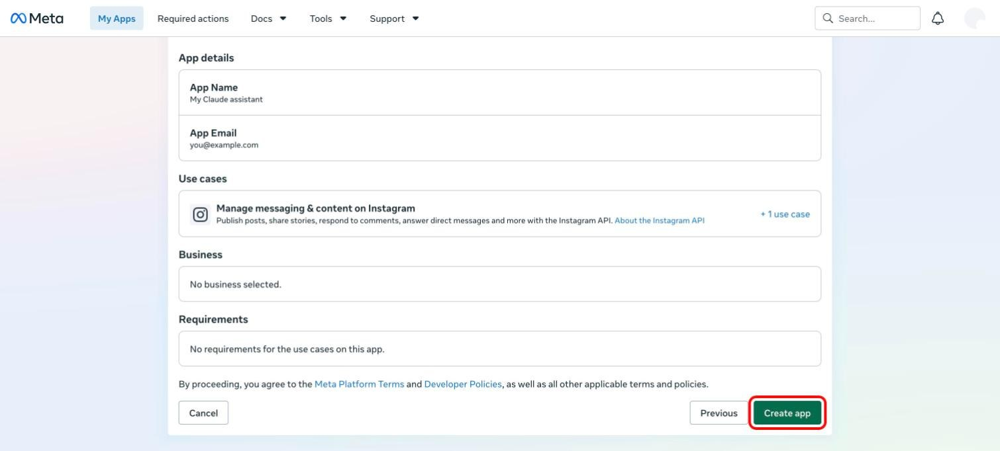 Meta
My Apps
Required actions
Docs
Tools
Support
Search...
App details
App Name
My Claude assistant
App Email
you@example.com
Use cases
Manage messaging & content on Instagram
Publish posts, share stories, respond to comments, answer direct messages and more with the Instagram API. About the Instagram API
+ 1 use case
Business
No business selected.
Requirements
No requirements for the use cases on this app.
By proceeding, you agree to the Meta Platform Terms and Developer Policies, as well as all other applicable terms and policies.
Cancel
Previous
Create app